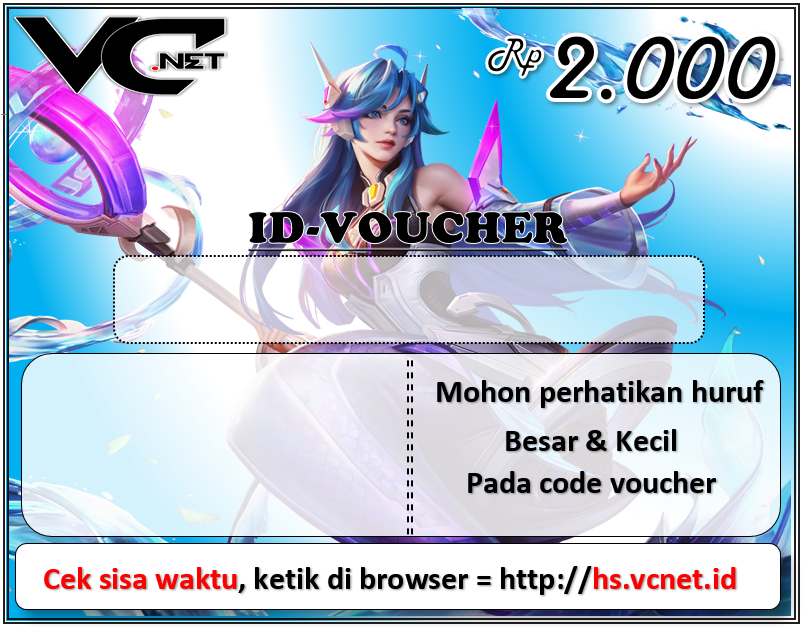 VC.NET
Rp 2.000
ID-VOUCHER
Mohon perhatikan huruf
Besar & Kecil
Pada code voucher
Cek sisa waktu, ketik di browser = http://hs.vcnet.id